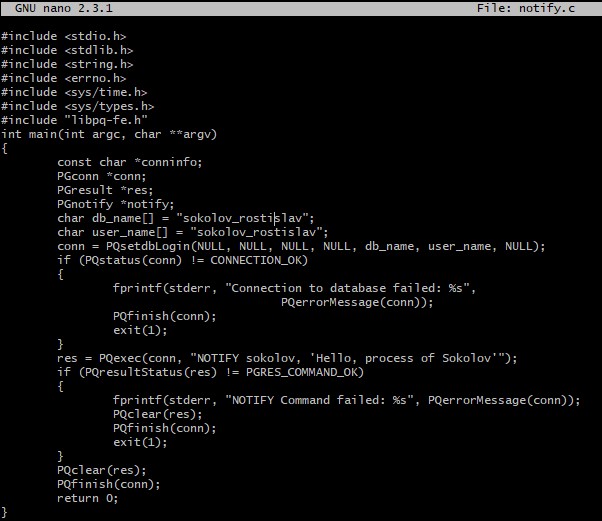 GNU nano 2.3.1 File: notify.c
#include <stdio.h>
#include <stdlib.h>
#include <string.h>
#include <errno.h>
#include <sys/time.h>
#include <sys/types.h>
#include "libpq-fe.h"
int main(int argc, char **argv)
{
        const char *conninfo;
        PGconn *conn;
        PGresult *res;
        PGnotify *notify;
        char db_name[] = "sokolov_rostislav";
        char user_name[] = "sokolov_rostislav";
        conn = PQsetdbLogin(NULL, NULL, NULL, NULL, db_name, user_name, NULL);
        if (PQstatus(conn) != CONNECTION_OK)
        {
                fprintf(stderr, "Connection to database failed: %s",
                                        PQerrorMessage(conn));
                PQfinish(conn);
                exit(1);
        }
        res = PQexec(conn, "NOTIFY sokolov, 'Hello, process of Sokolov'");
        if (PQresultStatus(res) != PGRES_COMMAND_OK)
        {
                fprintf(stderr, "NOTIFY Command failed: %s", PQerrorMessage(conn));
                PQclear(res);
                PQfinish(conn);
                exit(1);
        }
        PQclear(res);
        PQfinish(conn);
        return 0;
}